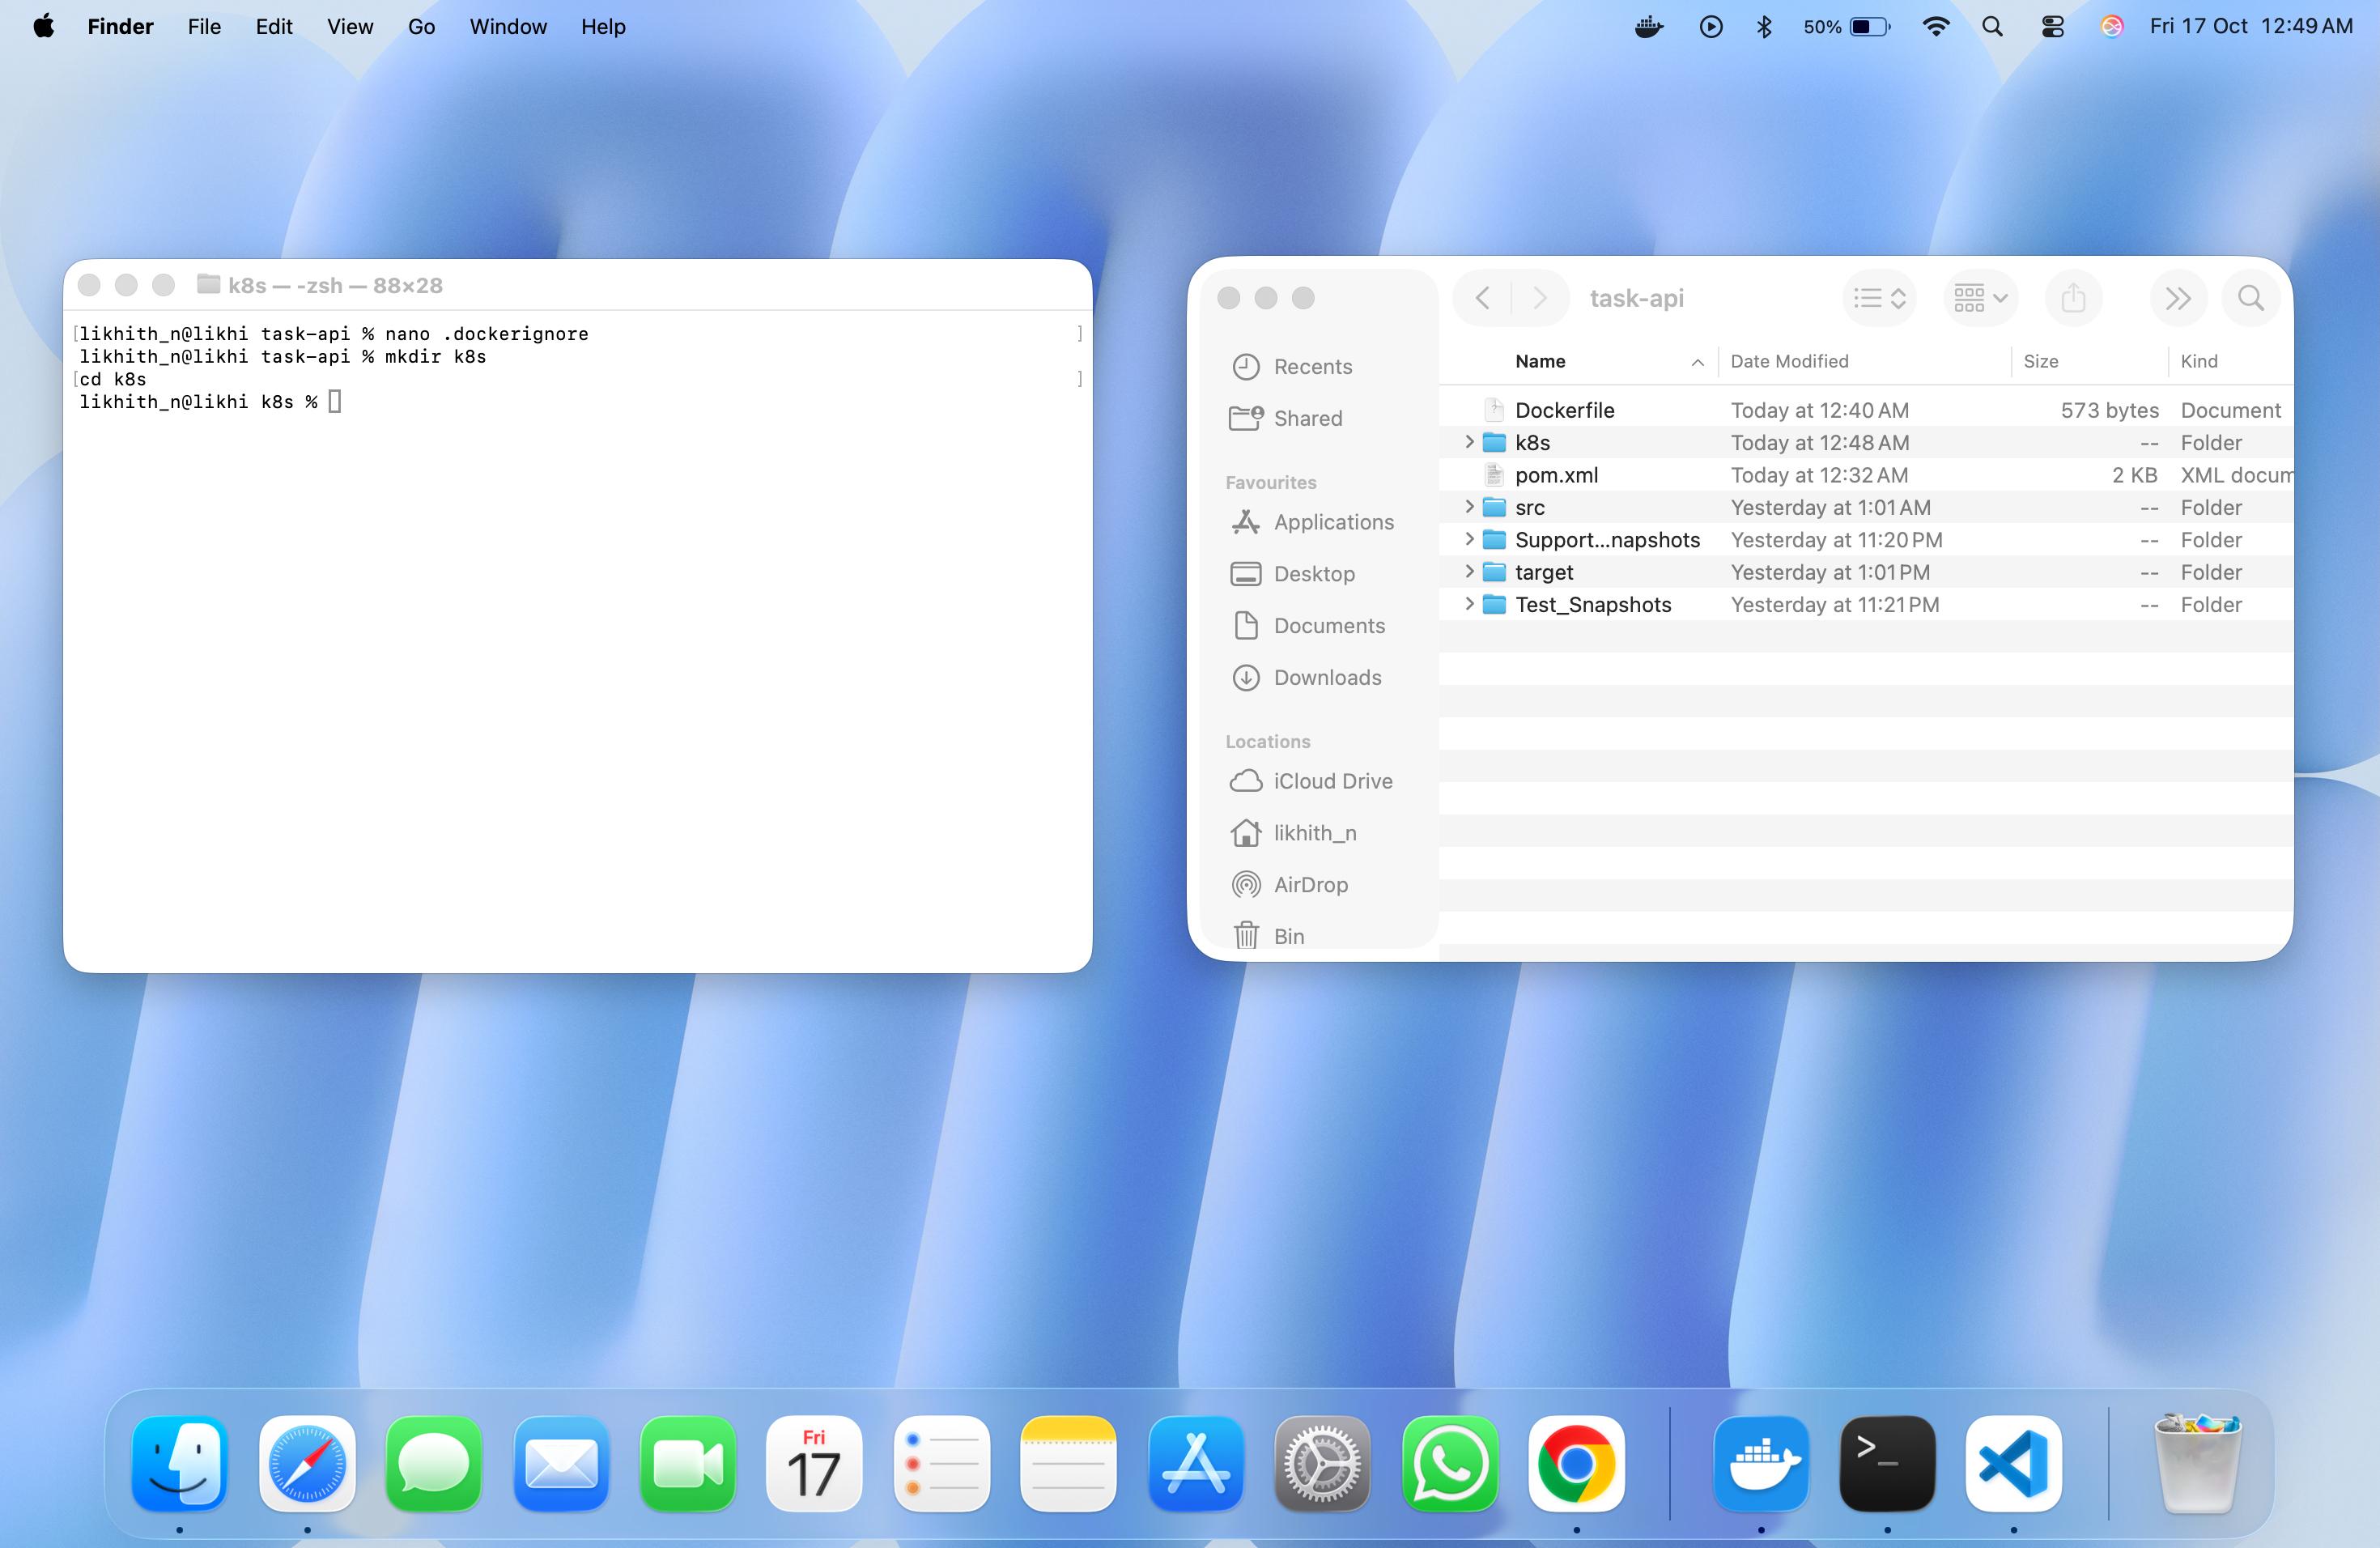 Finder File Edit View Go Window Help 50% Fri 17 Oct 12:49 AM
k8s — -zsh — 88×28
[likhith_n@likhi task-api % nano .dockerignore ]
likhith_n@likhi task-api % mkdir k8s
[cd k8s ]
likhith_n@likhi k8s %
task-api
Recents
Shared
Favourites
Applications
Desktop
Documents
Downloads
Locations
iCloud Drive
likhith_n
AirDrop
Bin
Name Date Modified Size Kind
Dockerfile Today at 12:40 AM 573 bytes Document
k8s Today at 12:48 AM -- Folder
pom.xml Today at 12:32 AM 2 KB XML docum
src Yesterday at 1:01 AM -- Folder
Support...napshots Yesterday at 11:20 PM -- Folder
target Yesterday at 1:01 PM -- Folder
Test_Snapshots Yesterday at 11:21 PM -- Folder
Fri
17
>_